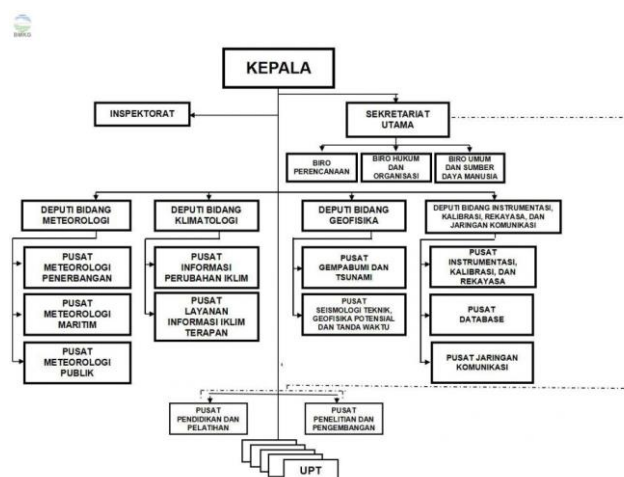 BMKG
KEPALA
INSPEKTORAT
SEKRETARIAT
UTAMA
BIRO
PERENCANAAN
BIRO HUKUM
DAN
ORGANISASI
BIRO UMUM
DAN SUMBER
DAYA MANUSIA
DEPUTI BIDANG
METEOROLOGI
DEPUTI BIDANG
KLIMATOLOGI
DEPUTI BIDANG
GEOFISIKA
DEPUTI BIDANG INSTRUMENTASI,
KALIBRASI, REKAYASA, DAN
JARINGAN KOMUNIKASI
PUSAT
METEOROLOGI
PENERBANGAN
PUSAT
INFORMASI
PERUBAHAN IKLIM
PUSAT
GEMPABUMI DAN
TSUNAMI
PUSAT
INSTRUMENTASI,
KALIBRASI, DAN
REKAYASA
PUSAT
METEOROLOGI
MARITIM
PUSAT
LAYANAN
INFORMASI IKLIM
TERAPAN
PUSAT
SEISMOLOGI TEKNIK,
GEOFISIKA POTENSIAL
DAN TANDA WAKTU
PUSAT
DATABASE
PUSAT
METEOROLOGI
PUBLIK
PUSAT JARINGAN
KOMUNIKASI
PUSAT
PENDIDIKAN DAN
PELATIHAN
PUSAT
PENELITIAN DAN
PENGEMBANGAN
UPT